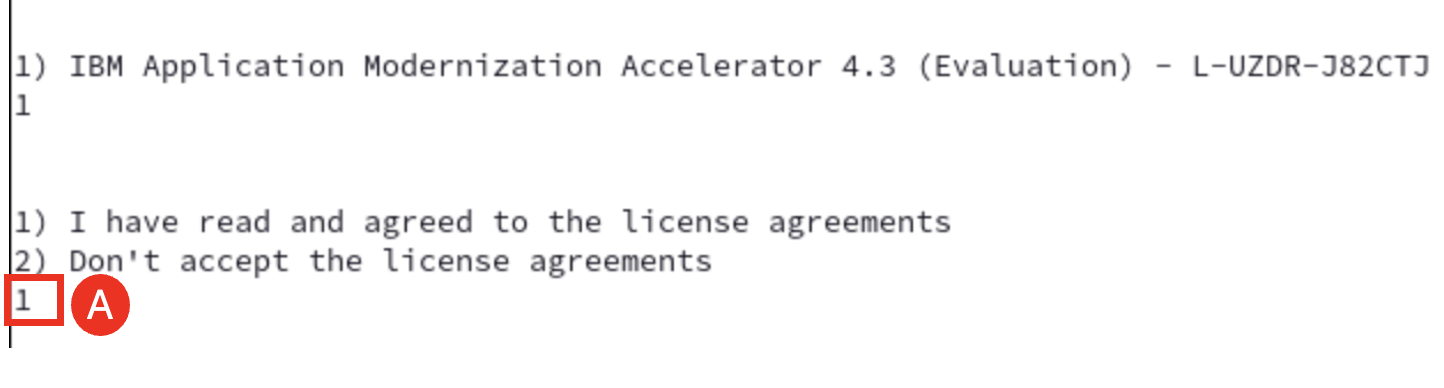 1) IBM Application Modernization Accelerator 4.3 (Evaluation) - L-UZDR-J82CTJ
1
1) I have read and agreed to the license agreements
2) Don't accept the license agreements
1 A